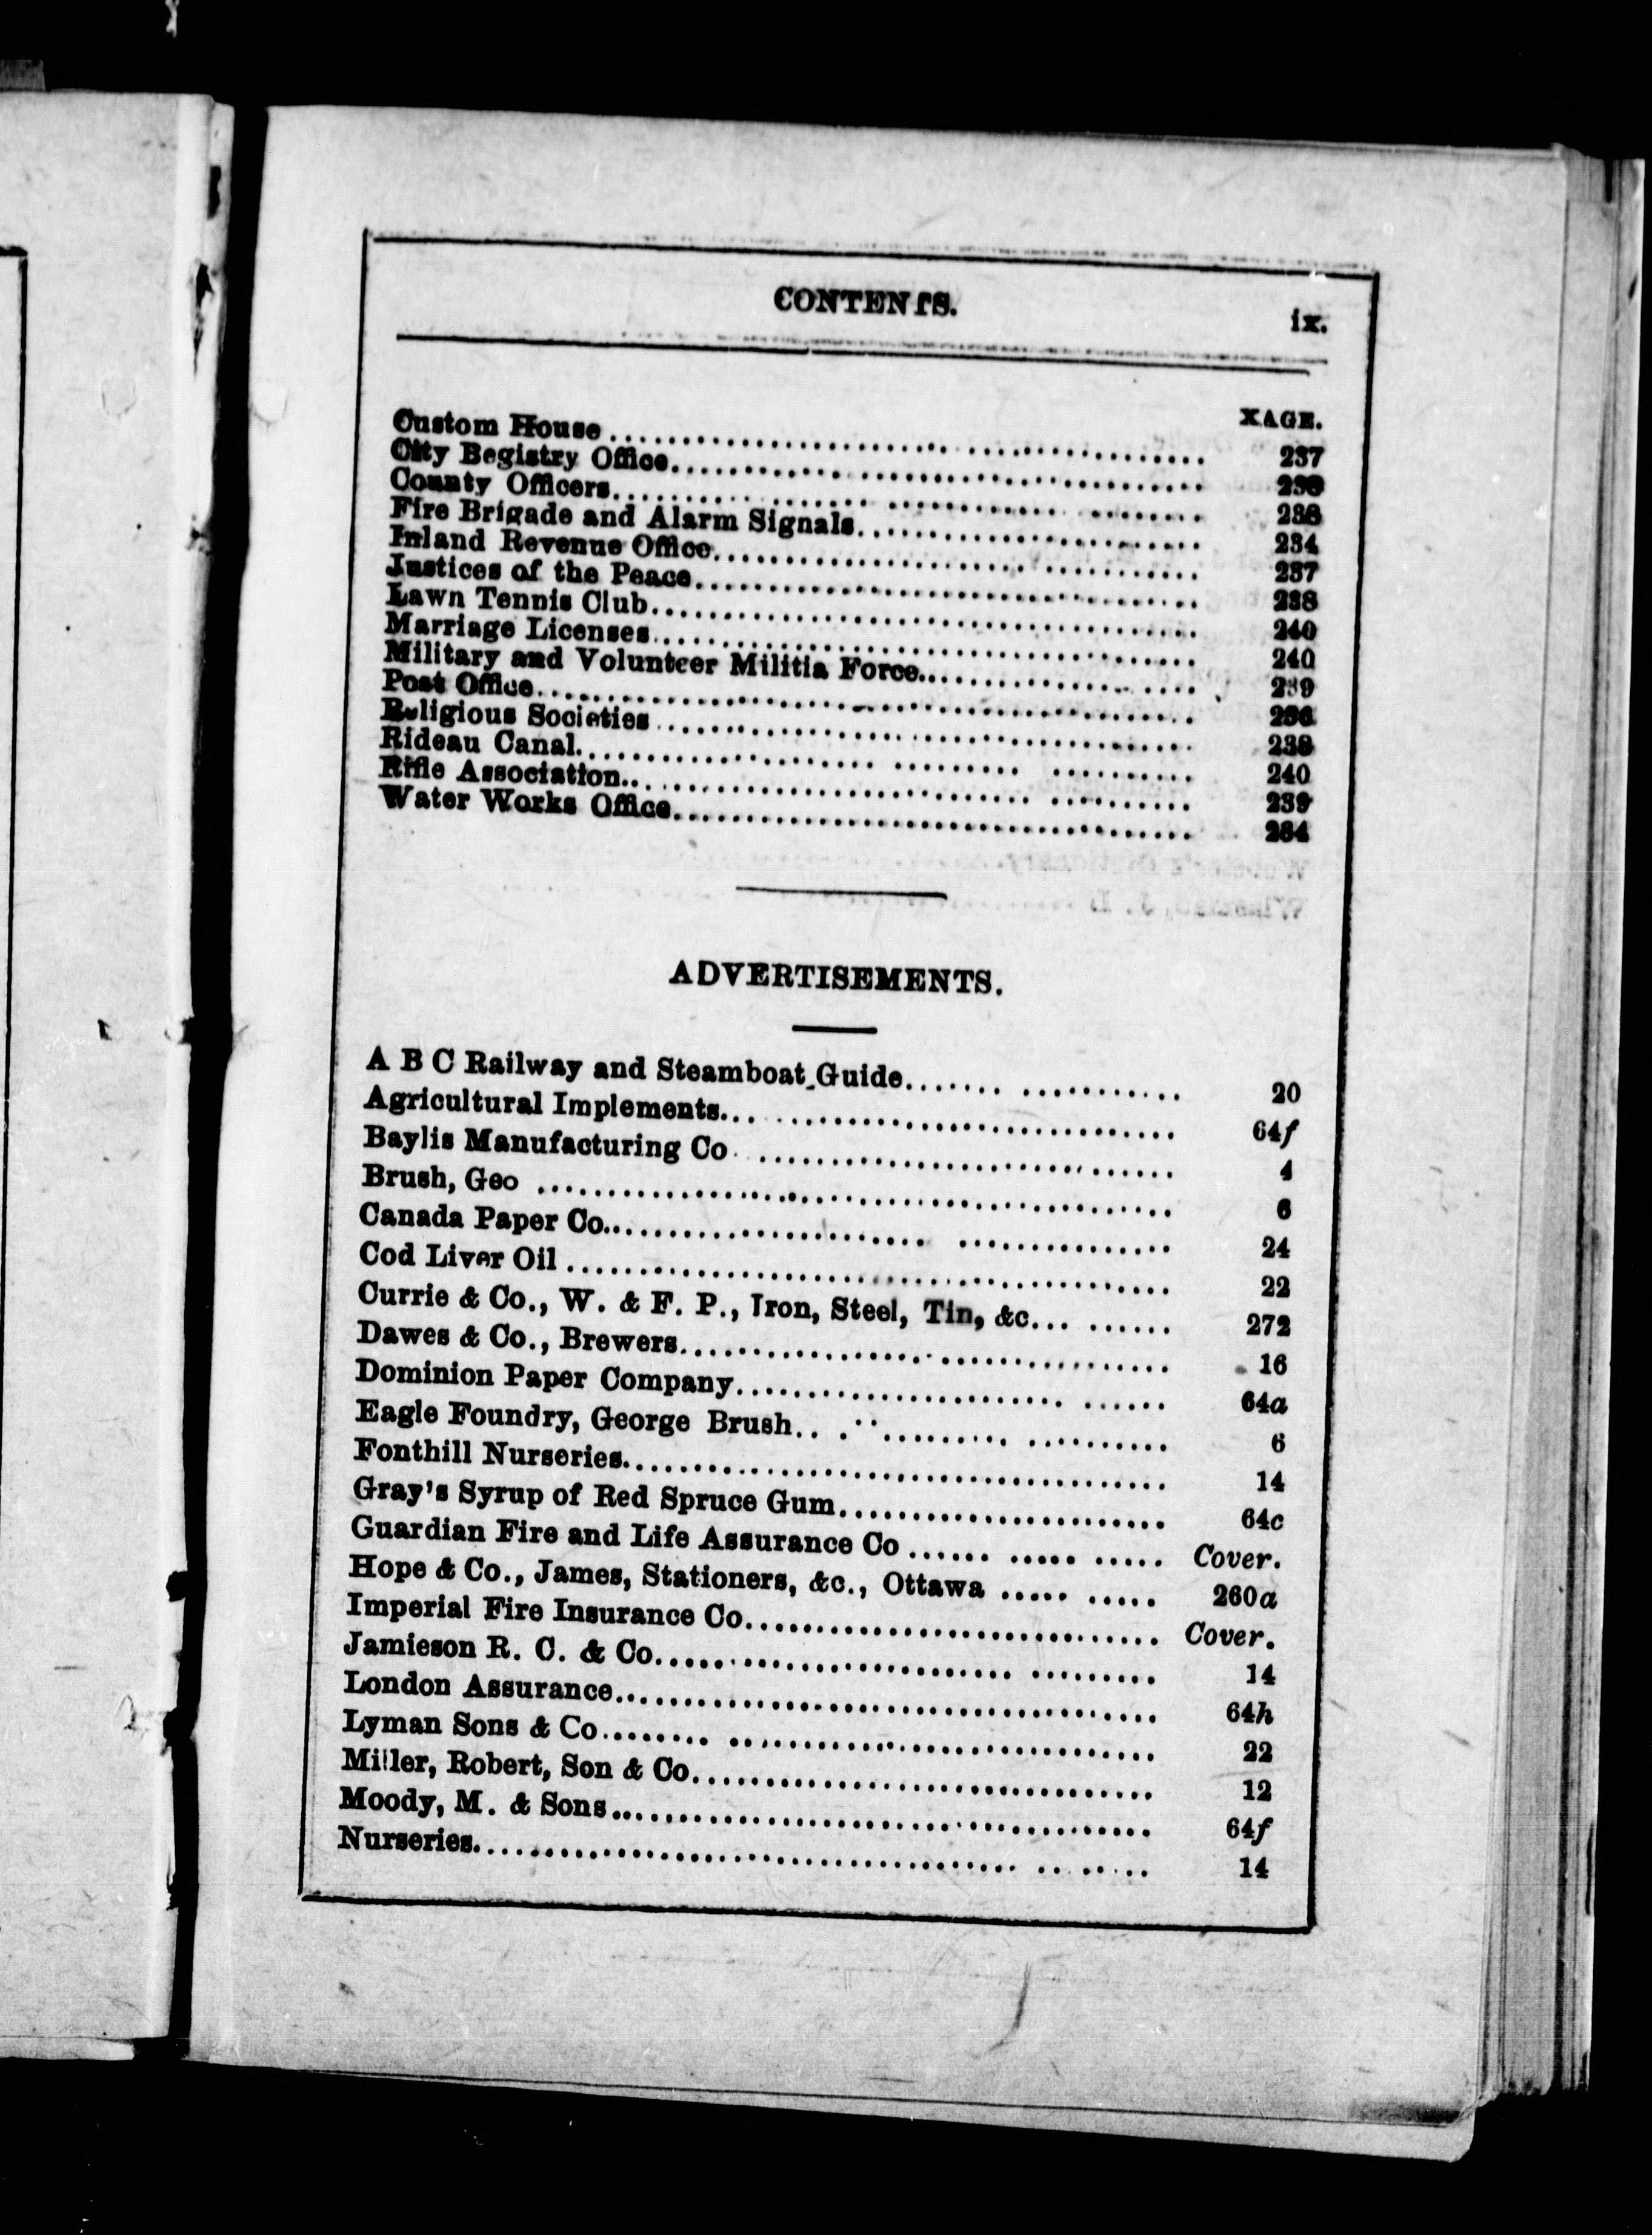 CONTENTS.
ix.
XAGE.
Custom House 237
City Registry Office 238
County Officers 238
Fire Brigade and Alarm Signals 234
Inland Revenue Office 237
Justices of the Peace 238
Lawn Tennis Club 240
Marriage Licenses 240
Military and Volunteer Militia Force 239
Post Office 236
Religious Societies 238
Rideau Canal 240
Rifle Association 239
Water Works Office 234
ADVERTISEMENTS.
A B C Railway and Steamboat Guide 20
Agricultural Implements 64f
Baylis Manufacturing Co 4
Brush, Geo 6
Canada Paper Co 24
Cod Liver Oil 22
Currie & Co., W. & F. P., Iron, Steel, Tin, &c 272
Dawes & Co., Brewers 16
Dominion Paper Company 64a
Eagle Foundry, George Brush 6
Fonthill Nurseries 14
Gray's Syrup of Red Spruce Gum 64c
Guardian Fire and Life Assurance Co Cover.
Hope & Co., James, Stationers, &c., Ottawa 260a
Imperial Fire Insurance Co Cover.
Jamieson R. C. & Co 14
London Assurance 64h
Lyman Sons & Co 22
Miller, Robert, Son & Co 12
Moody, M. & Sons 64f
Nurseries 14